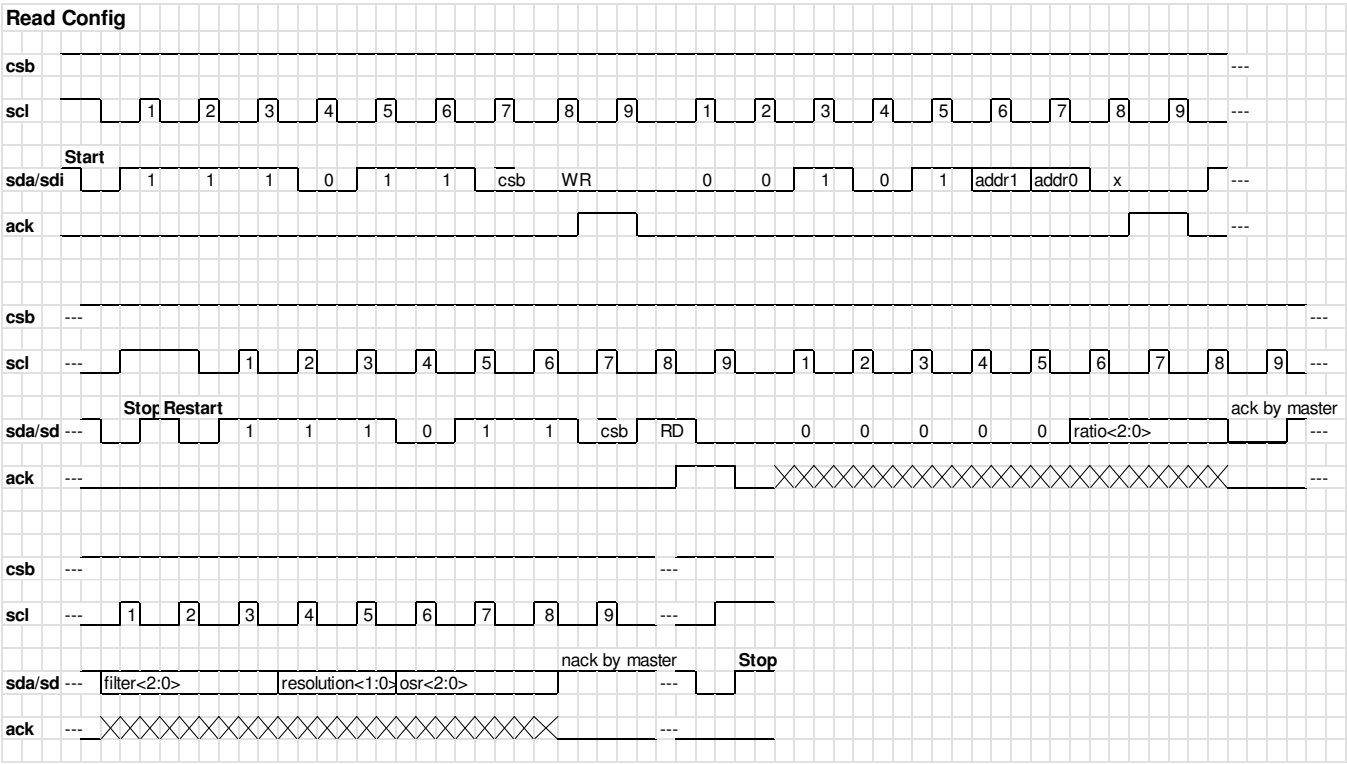 Read Config
csb ---
scl 1 2 3 4 5 6 7 8 9 1 2 3 4 5 6 7 8 9 ---
Start
sda/sdi 1 1 1 0 1 1 csb WR 0 0 1 0 1 addr1 addr0 x ---
ack ---
csb --- ---
scl --- 1 2 3 4 5 6 7 8 9 1 2 3 4 5 6 7 8 9 ---
Stop Restart ack by master
sda/sd --- 1 1 1 0 1 1 csb RD 0 0 0 0 0 ratio<2:0> ---
ack --- ---
csb --- ---
scl --- 1 2 3 4 5 6 7 8 9 ---
nack by master Stop
sda/sd --- filter<2:0> resolution<1:0> osr<2:0> ---
ack --- ---